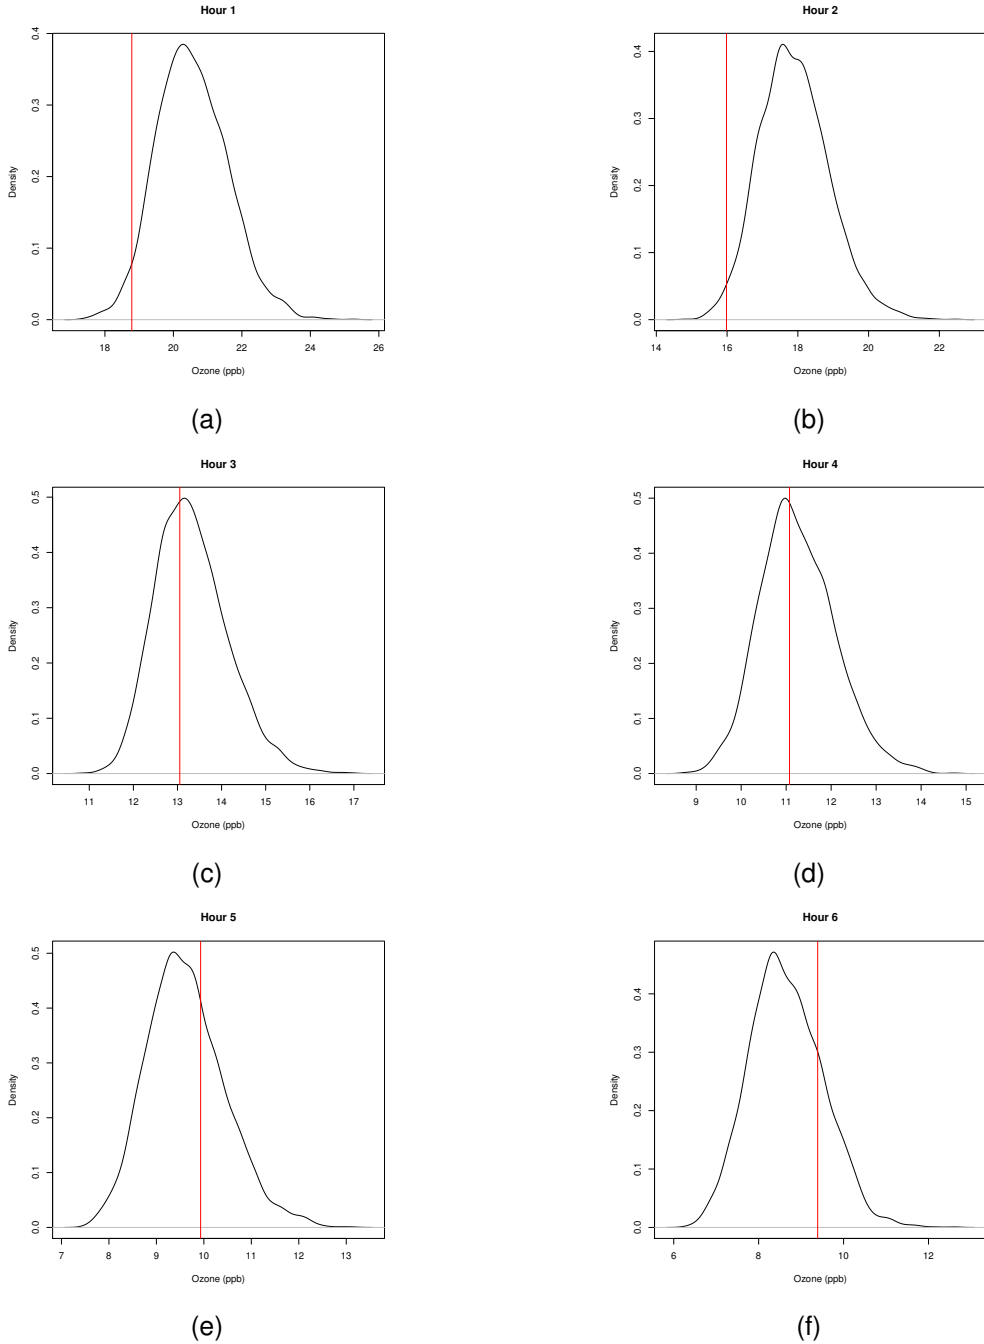 Hour 1
Density
0.0 0.1 0.2 0.3 0.4
18 20 22 24 26
Ozone (ppb)
(a)
Hour 2
Density
0.0 0.1 0.2 0.3 0.4
14 16 18 20 22
Ozone (ppb)
(b)
Hour 3
Density
0.0 0.1 0.2 0.3 0.4 0.5
11 12 13 14 15 16 17
Ozone (ppb)
(c)
Hour 4
Density
0.0 0.1 0.2 0.3 0.4 0.5
9 10 11 12 13 14 15
Ozone (ppb)
(d)
Hour 5
Density
0.0 0.1 0.2 0.3 0.4 0.5
7 8 9 10 11 12 13
Ozone (ppb)
(e)
Hour 6
Density
0.0 0.1 0.2 0.3 0.4
6 8 10 12
Ozone (ppb)
(f)